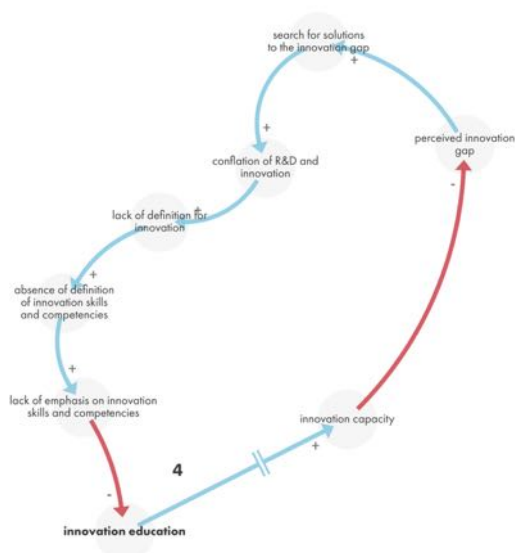 search for solutions
to the innovation gap
+
+
perceived innovation
gap
-
conflation of R&D and
innovation
+
lack of definition for
innovation
+
absence of definition
of innovation skills
and competencies
+
lack of emphasis on innovation
skills and competencies
innovation capacity
+
4
-
innovation education